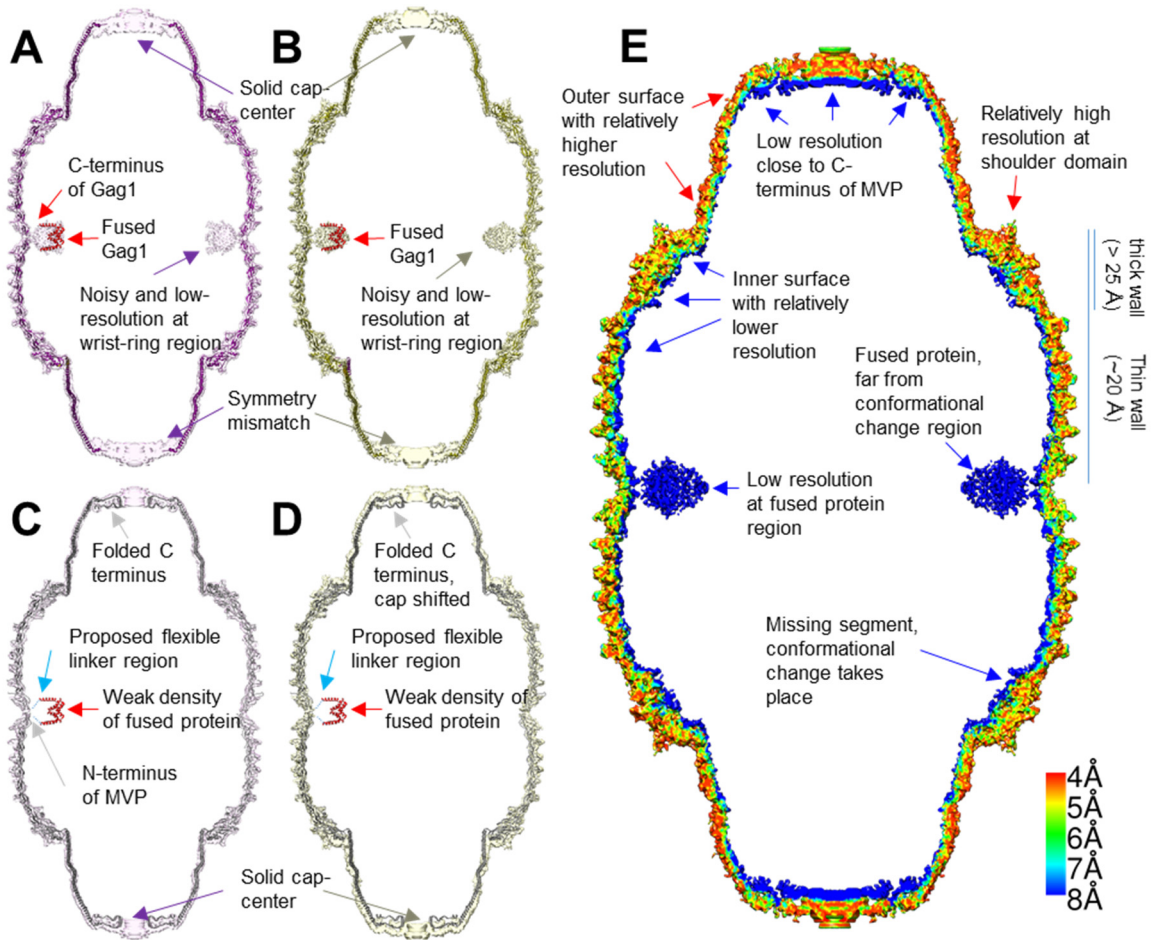 A
B
Solid cap-
center
C-terminus
of Gag1
Fused
Gag1
Fused
Gag1
Noisy and low-
resolution at
wrist-ring region
Noisy and low-
resolution at
wrist-ring region
Symmetry
mismatch
C
D
Folded C
terminus
Folded C
terminus,
cap shifted
Proposed flexible
linker region
Proposed flexible
linker region
Weak density
of fused protein
Weak density of
fused protein
N-terminus
of MVP
Solid cap-
center
E
Outer surface
with relatively
higher
resolution
Low resolution
close to C-
terminus of MVP
Relatively high
resolution at
shoulder domain
thick wall
(> 25 Å)
Inner surface
with relatively
lower
resolution
Thin wall
(~20 Å)
Fused protein,
far from
conformational
change region
Low resolution
at fused protein
region
Missing segment,
conformational
change takes
place
4Å
5Å
6Å
7Å
8Å